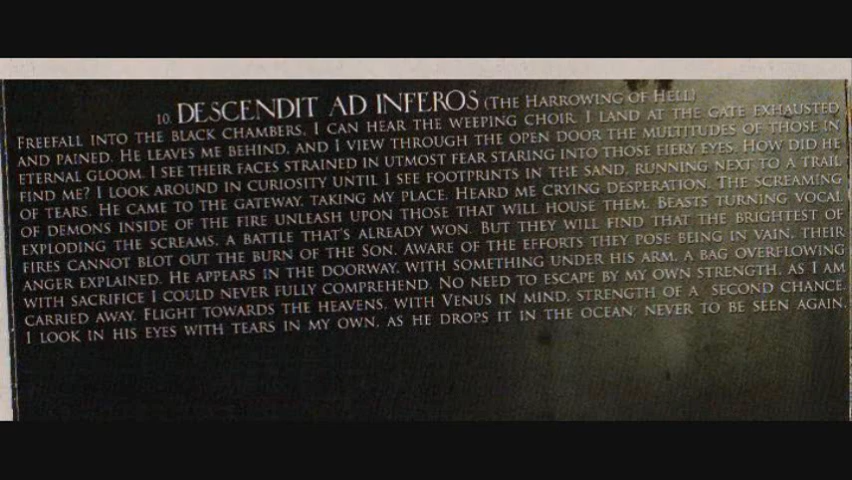 10. DESCENDIT AD INFEROS (THE HARROWING OF HELL)
FREEFALL INTO THE BLACK CHAMBERS, I CAN HEAR THE WEEPING CHOIR. I LAND AT THE GATE EXHAUSTED
AND PAINED. HE LEAVES ME BEHIND, AND I VIEW THROUGH THE OPEN DOOR THE MULTITUDES OF THOSE IN
ETERNAL GLOOM. I SEE THEIR FACES STRAINED IN UTMOST FEAR STARING INTO THOSE FIERY EYES. HOW DID HE
FIND ME? I LOOK AROUND IN CURIOSITY UNTIL I SEE FOOTPRINTS IN THE SAND, RUNNING NEXT TO A TRAIL
OF TEARS. HE CAME TO THE GATEWAY, TAKING MY PLACE, HEARD ME CRYING DESPERATION. THE SCREAMING
OF DEMONS INSIDE OF THE FIRE UNLEASH UPON THOSE THAT WILL HOUSE THEM. BEASTS TURNING VOCAL
EXPLODING THE SCREAMS, A BATTLE THAT'S ALREADY WON. BUT THEY WILL FIND THAT THE BRIGHTEST OF
FIRES CANNOT BLOT OUT THE BURN OF THE SON. AWARE OF THE EFFORTS THEY POSE BEING IN VAIN, THEIR
ANGER EXPLAINED. HE APPEARS IN THE DOORWAY, WITH SOMETHING UNDER HIS ARM, A BAG OVERFLOWING
WITH SACRIFICE I COULD NEVER FULLY COMPREHEND. NO NEED TO ESCAPE BY MY OWN STRENGTH, AS I AM
CARRIED AWAY. FLIGHT TOWARDS THE HEAVENS, WITH VENUS IN MIND, STRENGTH OF A SECOND CHANCE.
I LOOK IN HIS EYES WITH TEARS IN MY OWN, AS HE DROPS IT IN THE OCEAN, NEVER TO BE SEEN AGAIN.